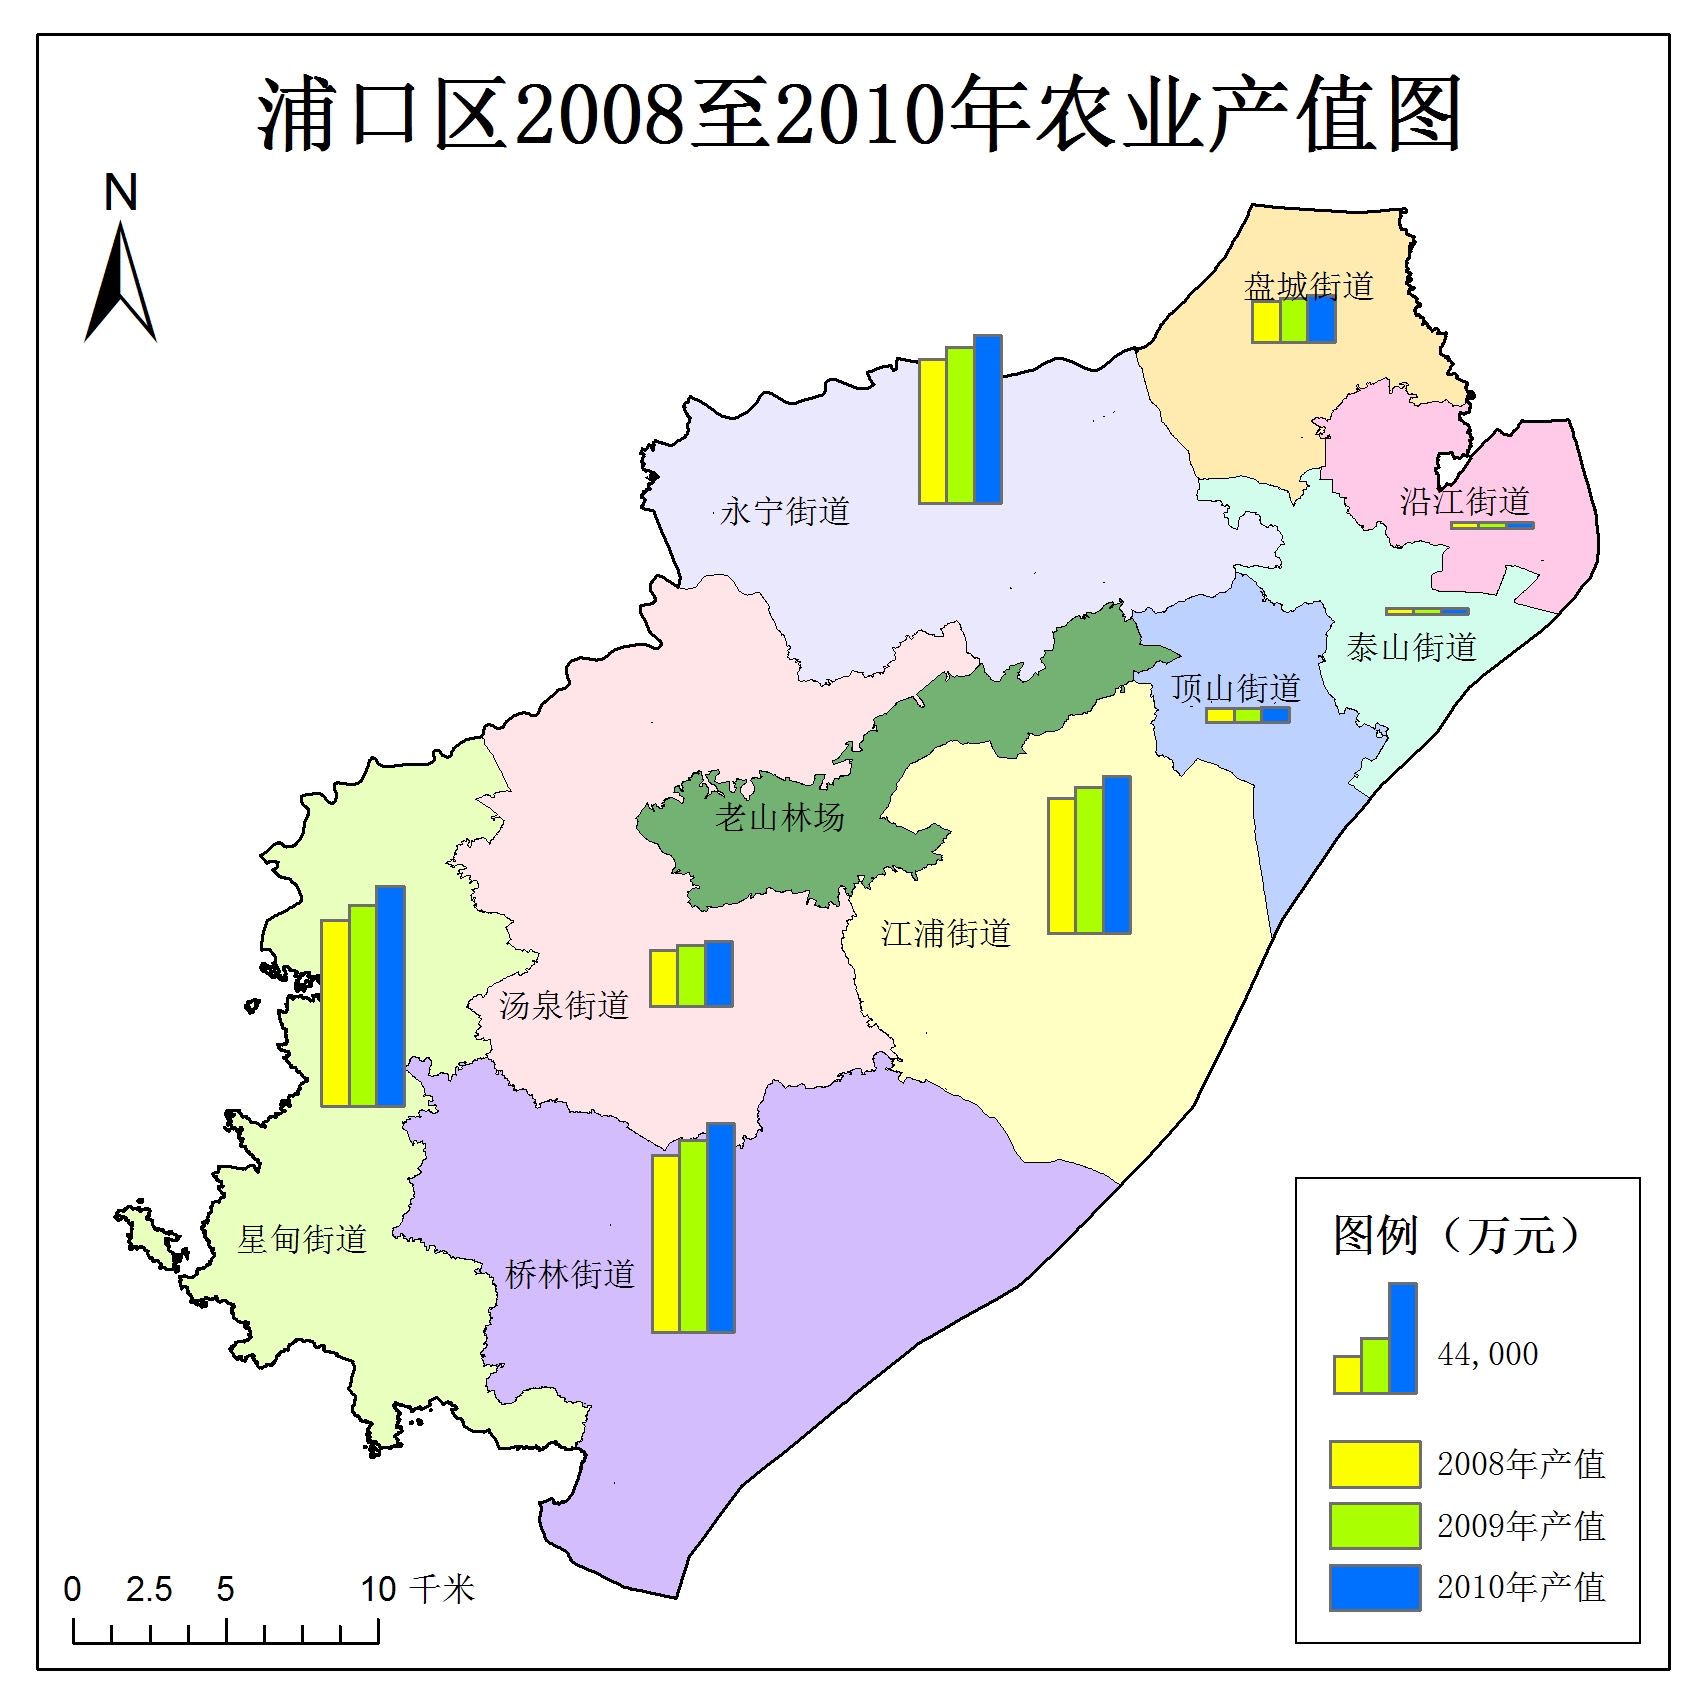 浦口区2008至2010年农业产值图
N
盘城街道
永宁街道
沿江街道
泰山街道
顶山街道
老山林场
江浦街道
汤泉街道
星甸街道
桥林街道
图例（万元）
44,000
2008年产值
2009年产值
2010年产值
0 2.5 5 10 千米